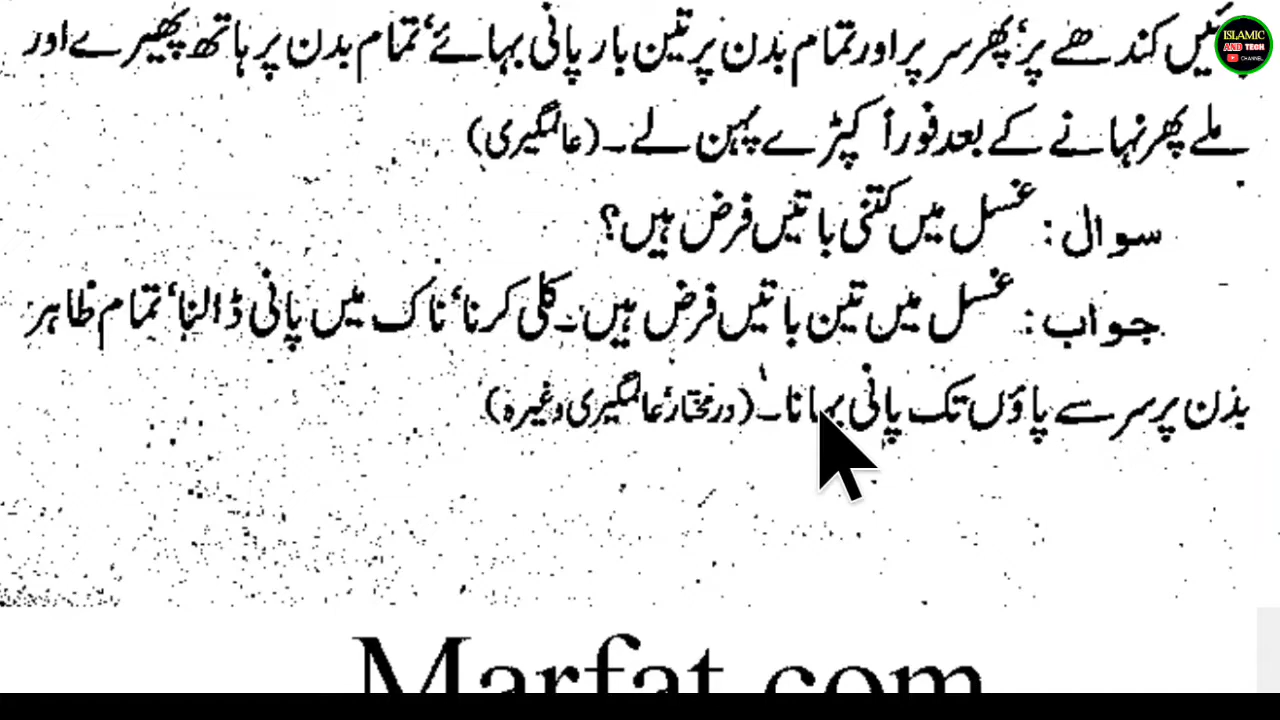 کندھے پر‘ پھر سر پر اور تمام بدن پر تین بار پانی بہائے‘ تمام بدن پر ہاتھ پھیرے اور
ملے پھر نہانے کے بعد فوراً کپڑے پہن لے۔ (عالمگیری)
سوال : غسل میں کتنی باتیں فرض ہیں؟
جواب : غسل میں تین باتیں فرض ہیں۔ کلی کرنا‘ ناک میں پانی ڈالنا‘ تمام ظاہر
بدن پر سر سے پاؤں تک پانی بہانا۔ (درمختار‘ عالمگیری وغیرہ)
Marfat.com
ISLAMIC
AND TECH
CHANNEL